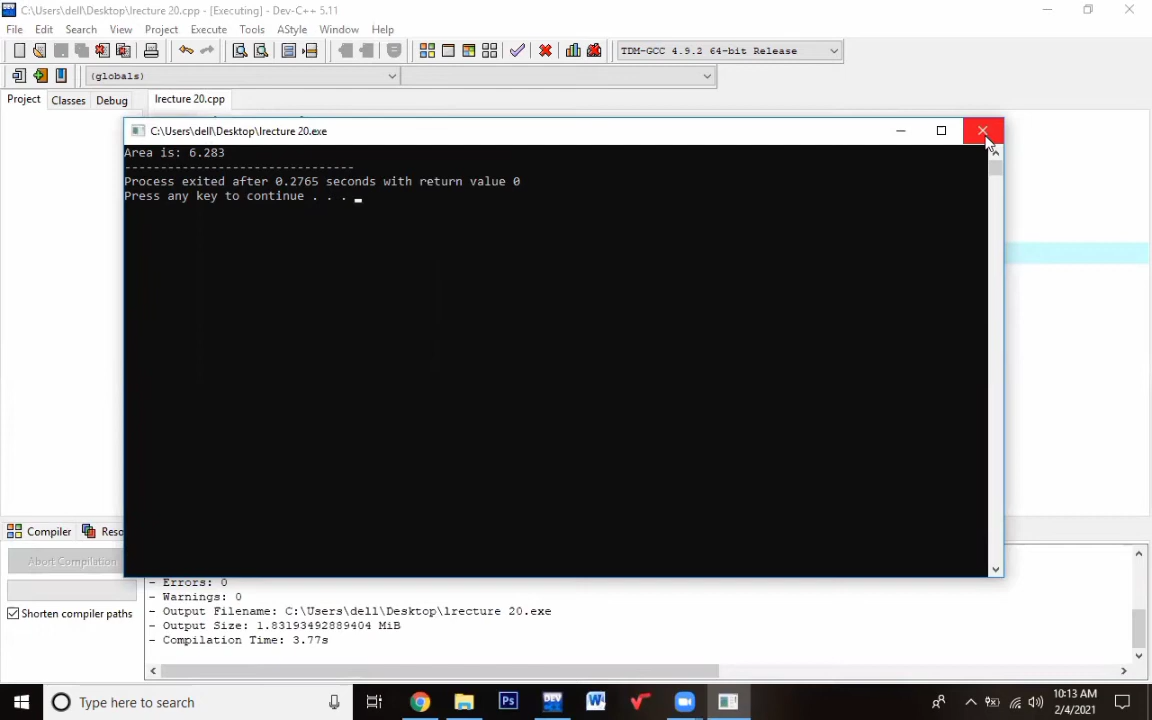 C:\Users\dell\Desktop\lrecture 20.cpp - [Executing] - Dev-C++ 5.11
File Edit Search View Project Execute Tools AStyle Window Help
TDM-GCC 4.9.2 64-bit Release
(globals)
Project Classes Debug lrecture 20.cpp
C:\Users\dell\Desktop\lrecture 20.exe
Area is: 6.283
--------------------------------
Process exited after 0.2765 seconds with return value 0
Press any key to continue . . .
Compiler Reso
Abort Compilation
- Errors: 0
- Warnings: 0
Shorten compiler paths
- Output Filename: C:\Users\dell\Desktop\lrecture 20.exe
- Output Size: 1.83193492889404 MiB
- Compilation Time: 3.77s
Type here to search
Ps
DEV
W
10:13 AM
2/4/2021